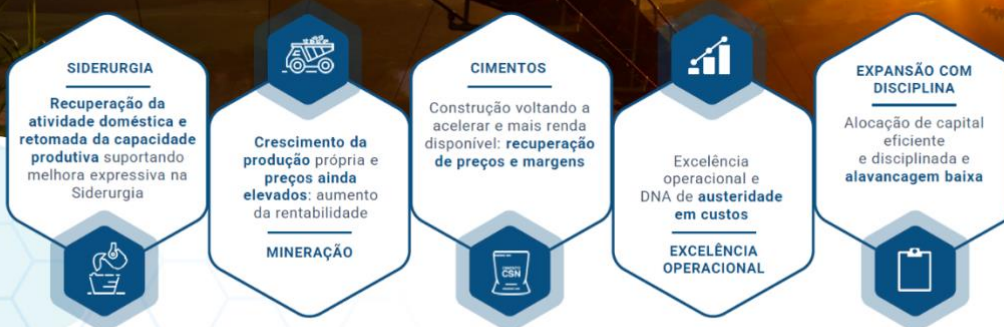 SIDERURGIA
Recuperação da
atividade doméstica e
retomada da capacidade
produtiva suportando
melhora expressiva na
Siderurgia
Crescimento da
produção própria e
preços ainda
elevados: aumento
da rentabilidade
MINERAÇÃO
CIMENTOS
Construção voltando a
acelerar e mais renda
disponível: recuperação
de preços e margens
CSN
Excelência
operacional e
DNA de austeridade
em custos
EXCELÊNCIA
OPERACIONAL
EXPANSÃO COM
DISCIPLINA
Alocação de capital
eficiente
e disciplinada e
alavancagem baixa